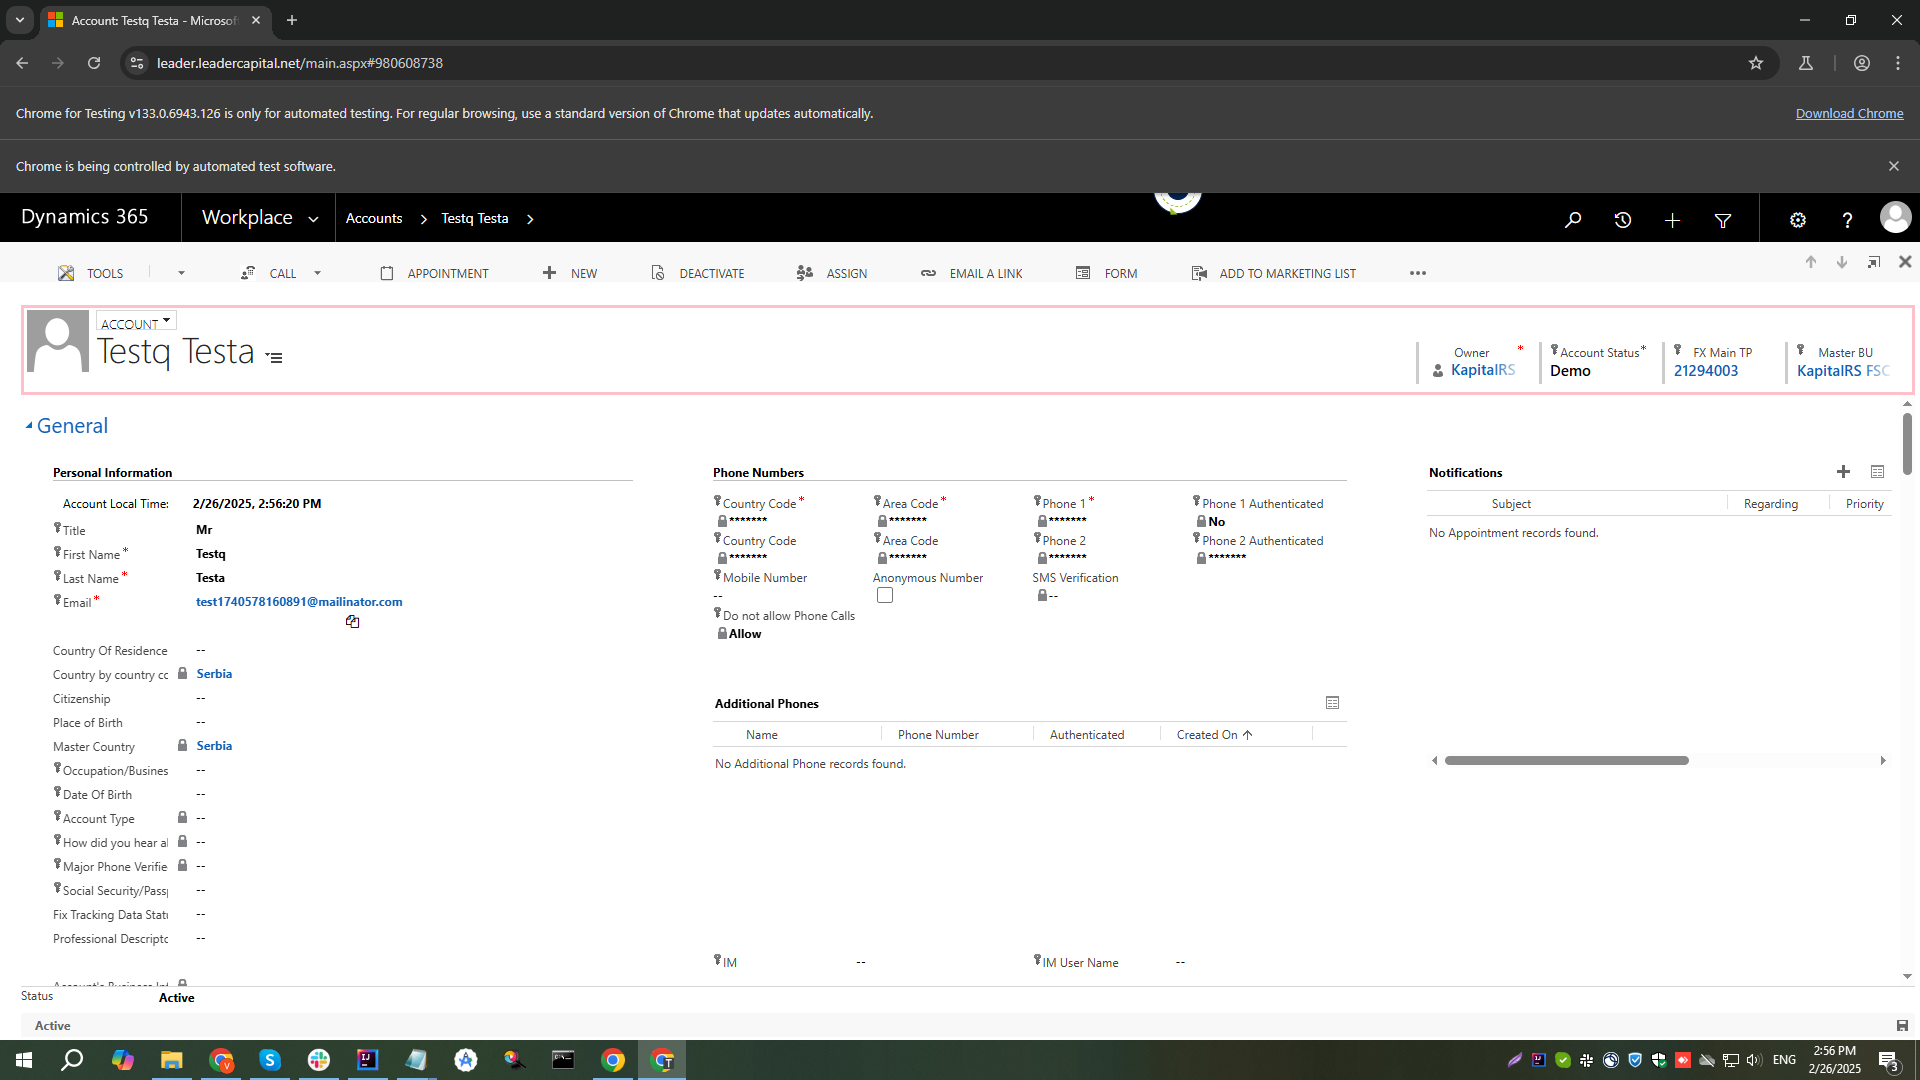 Account: Testq Testa - Microsof
leader.leadercapital.net/main.aspx#980608738
Chrome for Testing v133.0.6943.126 is only for automated testing. For regular browsing, use a standard version of Chrome that updates automatically.
Download Chrome
Chrome is being controlled by automated test software.
Dynamics 365
Workplace
Accounts
Testq Testa
TOOLS
CALL
APPOINTMENT
NEW
DEACTIVATE
ASSIGN
EMAIL A LINK
FORM
ADD TO MARKETING LIST
ACCOUNT
Testq Testa
Owner *
KapitalRS
Account Status *
Demo
FX Main TP
21294003
Master BU
KapitalRS FSC
General
Personal Information
Account Local Time:
2/26/2025, 2:56:20 PM
Title
Mr
First Name *
Testq
Last Name *
Testa
Email *
test1740578160891@mailinator.com
Country Of Residence
--
Country by country cc
Serbia
Citizenship
--
Place of Birth
--
Master Country
Serbia
Occupation/Busines
--
Date Of Birth
--
Account Type
--
How did you hear al
--
Major Phone Verifie
--
Social Security/Pass
--
Fix Tracking Data Stat
--
Professional Descripto
--
Phone Numbers
Country Code *
*******
Area Code *
*******
Phone 1 *
*******
Phone 1 Authenticated
No
Country Code
*******
Area Code
*******
Phone 2
*******
Phone 2 Authenticated
*******
Mobile Number
--
Anonymous Number
SMS Verification
--
Do not allow Phone Calls
Allow
Additional Phones
Name
Phone Number
Authenticated
Created On
No Additional Phone records found.
IM
--
IM User Name
--
Notifications
Subject
Regarding
Priority
No Appointment records found.
Status
Active
Active
ENG
2:56 PM
2/26/2025
3